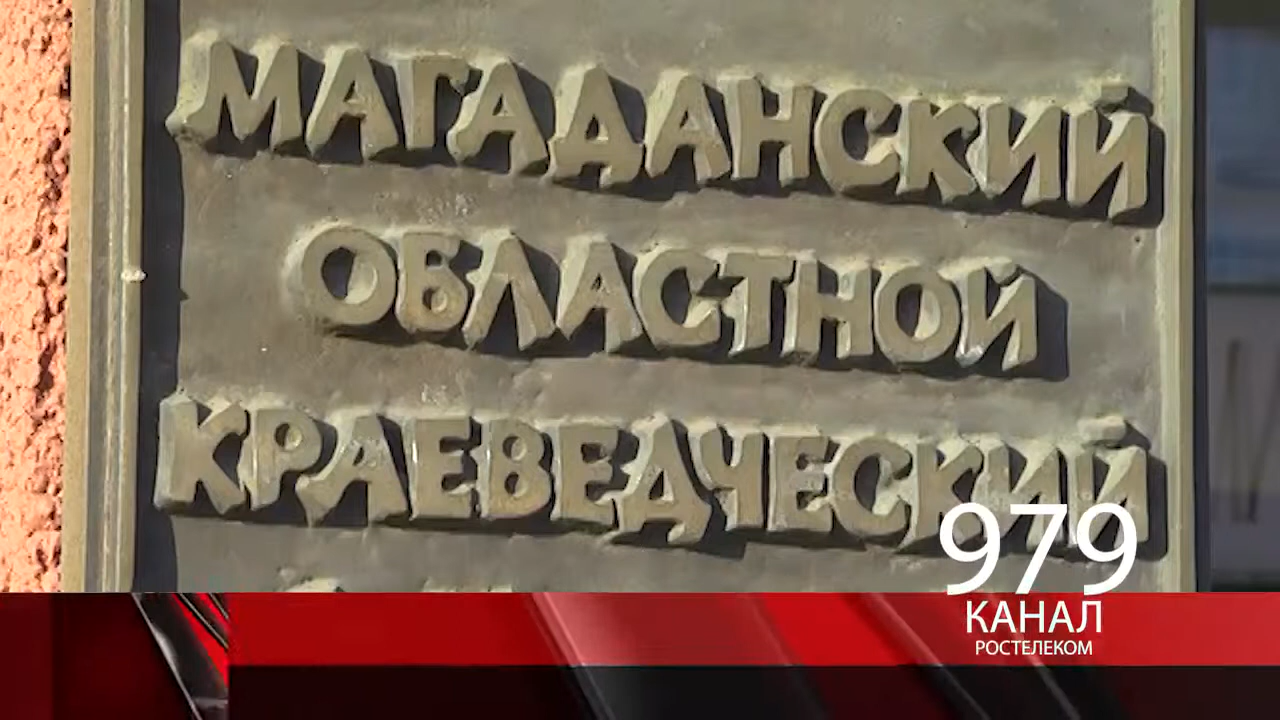 МАГАДАНСКИЙ
ОБЛАСТНОЙ
КРАЕВЕДЧЕСКИЙ
979
КАНАЛ
РОСТЕЛЕКОМ